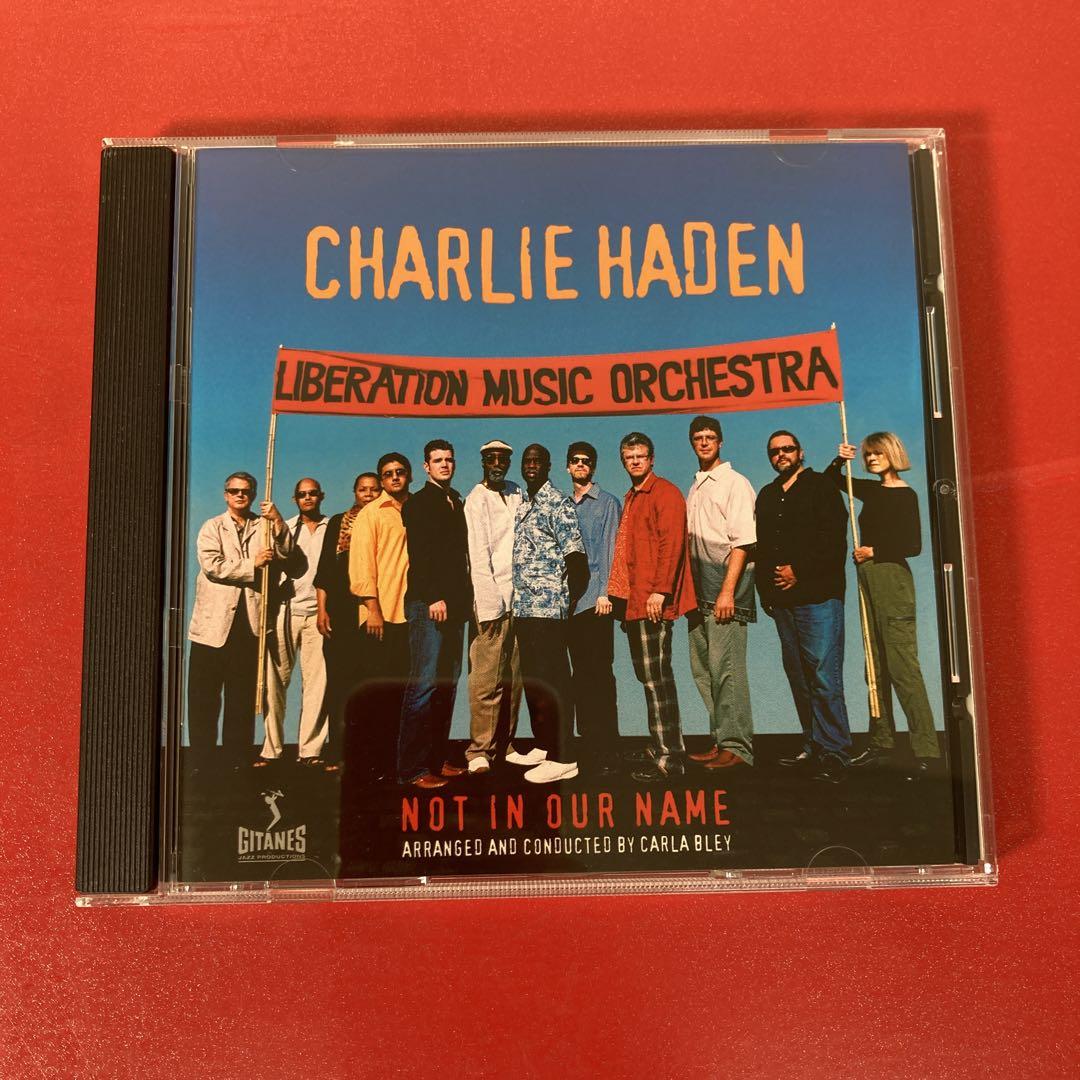 CHARLIE HADEN
LIBERATION MUSIC ORCHESTRA
NOT IN OUR NAME
ARRANGED AND CONDUCTED BY CARLA BLEY
GITANES
JAZZ PRODUCTIONS